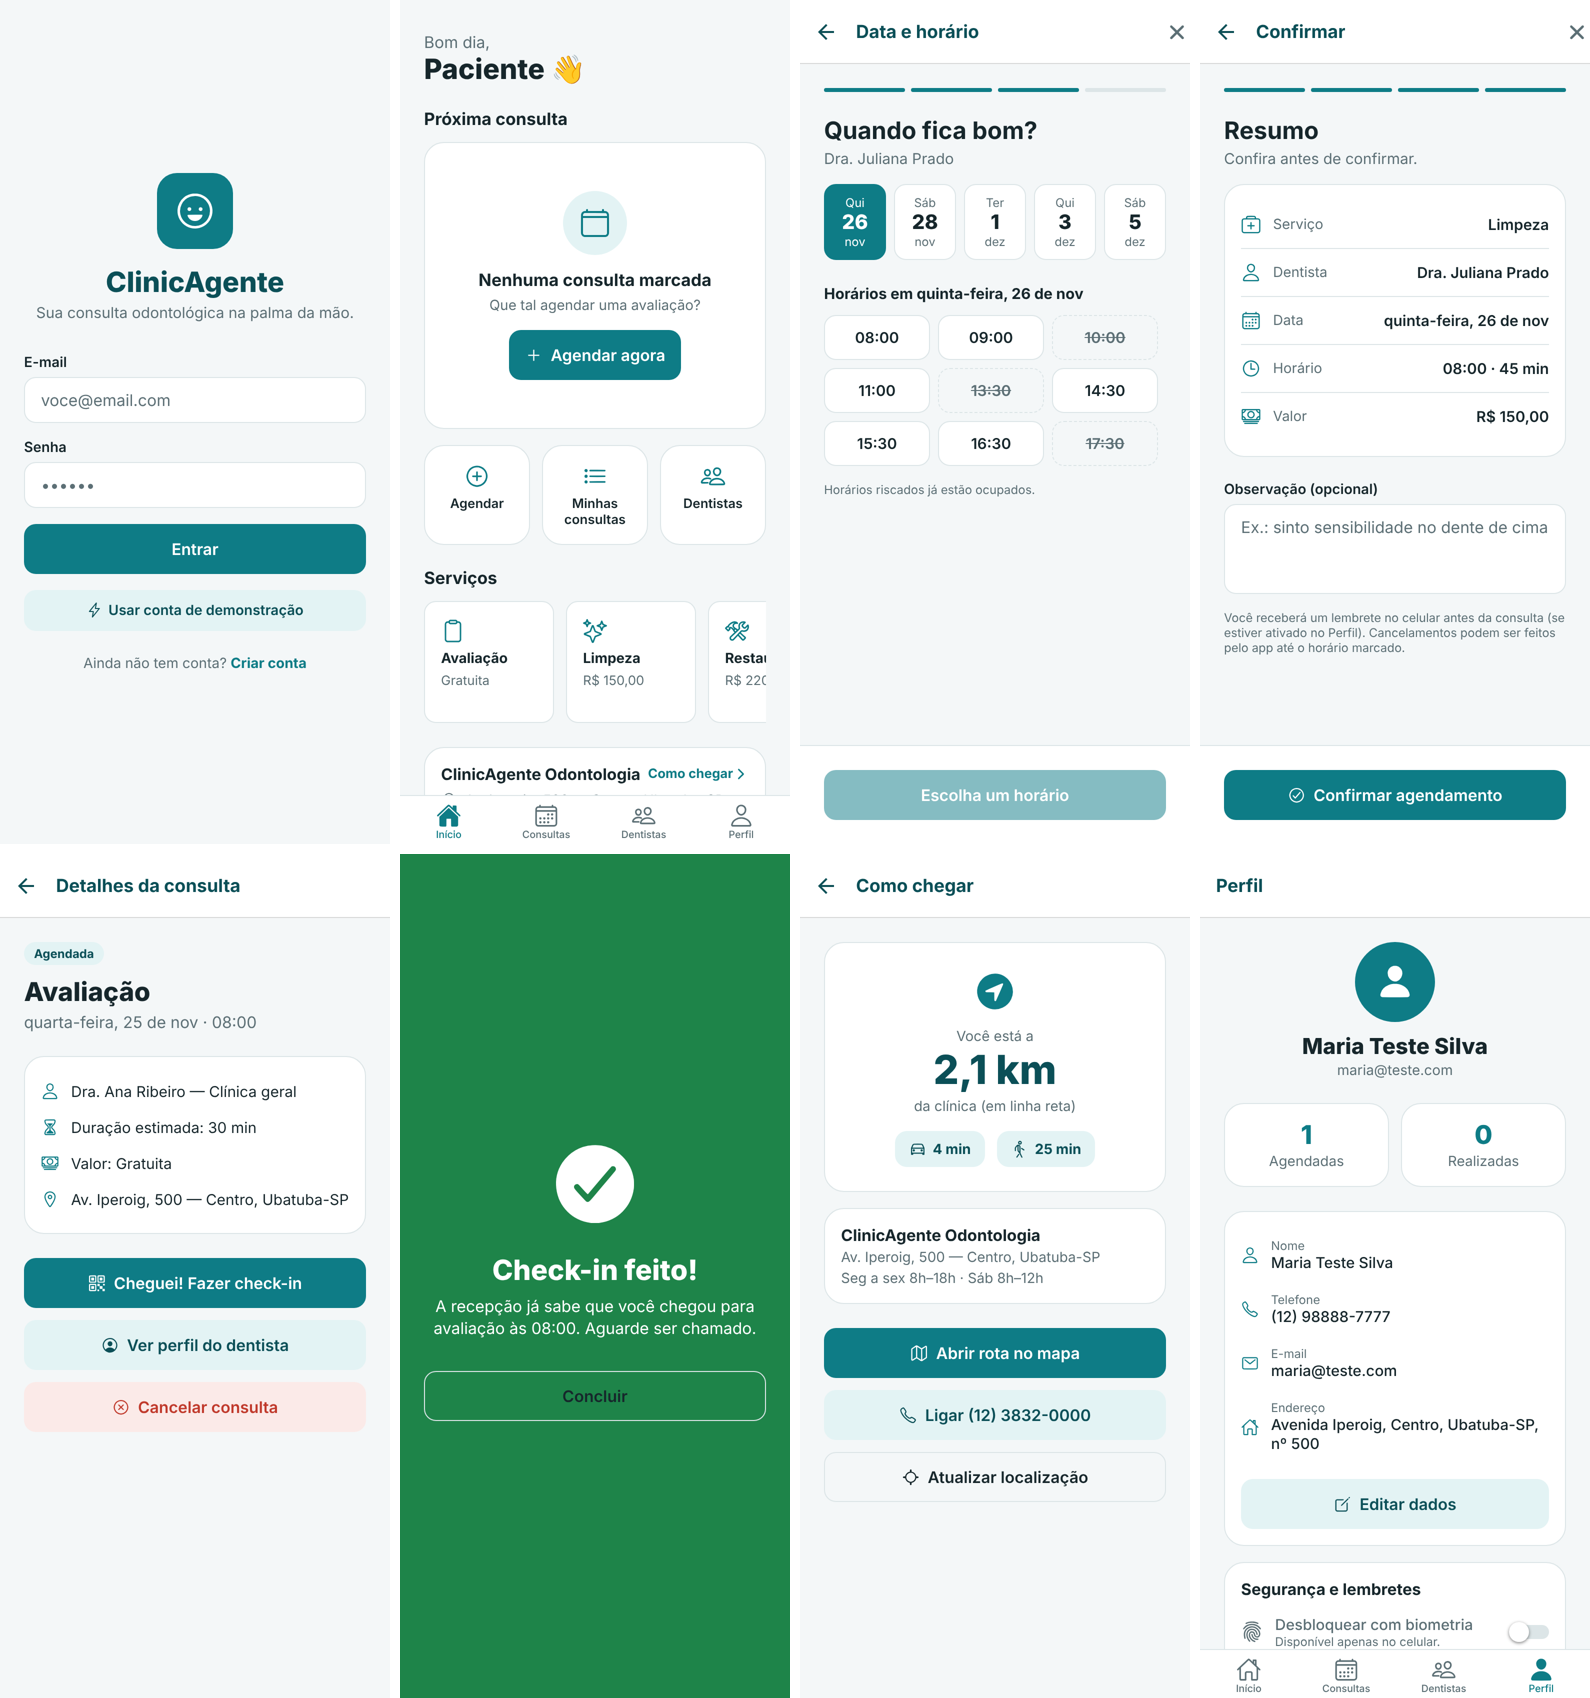 ClinicAgente
Sua consulta odontológica na palma da mão.
E-mail
voce@email.com
Senha
••••••
Entrar
Usar conta de demonstração
Ainda não tem conta? Criar conta
Bom dia,
Paciente 👋
Próxima consulta
Nenhuma consulta marcada
Que tal agendar uma avaliação?
Agendar agora
Agendar
Minhas
consultas
Dentistas
Serviços
Avaliação
Gratuita
Limpeza
R$ 150,00
Restau
R$ 220
ClinicAgente Odontologia Como chegar
Início
Consultas
Dentistas
Perfil
Data e horário
Quando fica bom?
Dra. Juliana Prado
Qui
26
nov
Sáb
28
nov
Ter
1
dez
Qui
3
dez
Sáb
5
dez
Horários em quinta-feira, 26 de nov
08:00
09:00
10:00
11:00
13:30
14:30
15:30
16:30
17:30
Horários riscados já estão ocupados.
Escolha um horário
Confirmar
Resumo
Confira antes de confirmar.
Serviço Limpeza
Dentista Dra. Juliana Prado
Data quinta-feira, 26 de nov
Horário 08:00 · 45 min
Valor R$ 150,00
Observação (opcional)
Ex.: sinto sensibilidade no dente de cima
Você receberá um lembrete no celular antes da consulta (se
estiver ativado no Perfil). Cancelamentos podem ser feitos
pelo app até o horário marcado.
Confirmar agendamento
Detalhes da consulta
Agendada
Avaliação
quarta-feira, 25 de nov · 08:00
Dra. Ana Ribeiro — Clínica geral
Duração estimada: 30 min
Valor: Gratuita
Av. Iperoig, 500 — Centro, Ubatuba-SP
Cheguei! Fazer check-in
Ver perfil do dentista
Cancelar consulta
Check-in feito!
A recepção já sabe que você chegou para
avaliação às 08:00. Aguarde ser chamado.
Concluir
Como chegar
Você está a
2,1 km
da clínica (em linha reta)
4 min
25 min
ClinicAgente Odontologia
Av. Iperoig, 500 — Centro, Ubatuba-SP
Seg a sex 8h–18h · Sáb 8h–12h
Abrir rota no mapa
Ligar (12) 3832-0000
Atualizar localização
Perfil
Maria Teste Silva
maria@teste.com
1
Agendadas
0
Realizadas
Nome
Maria Teste Silva
Telefone
(12) 98888-7777
E-mail
maria@teste.com
Endereço
Avenida Iperoig, Centro, Ubatuba-SP,
nº 500
Editar dados
Segurança e lembretes
Desbloquear com biometria
Disponível apenas no celular.
Início
Consultas
Dentistas
Perfil